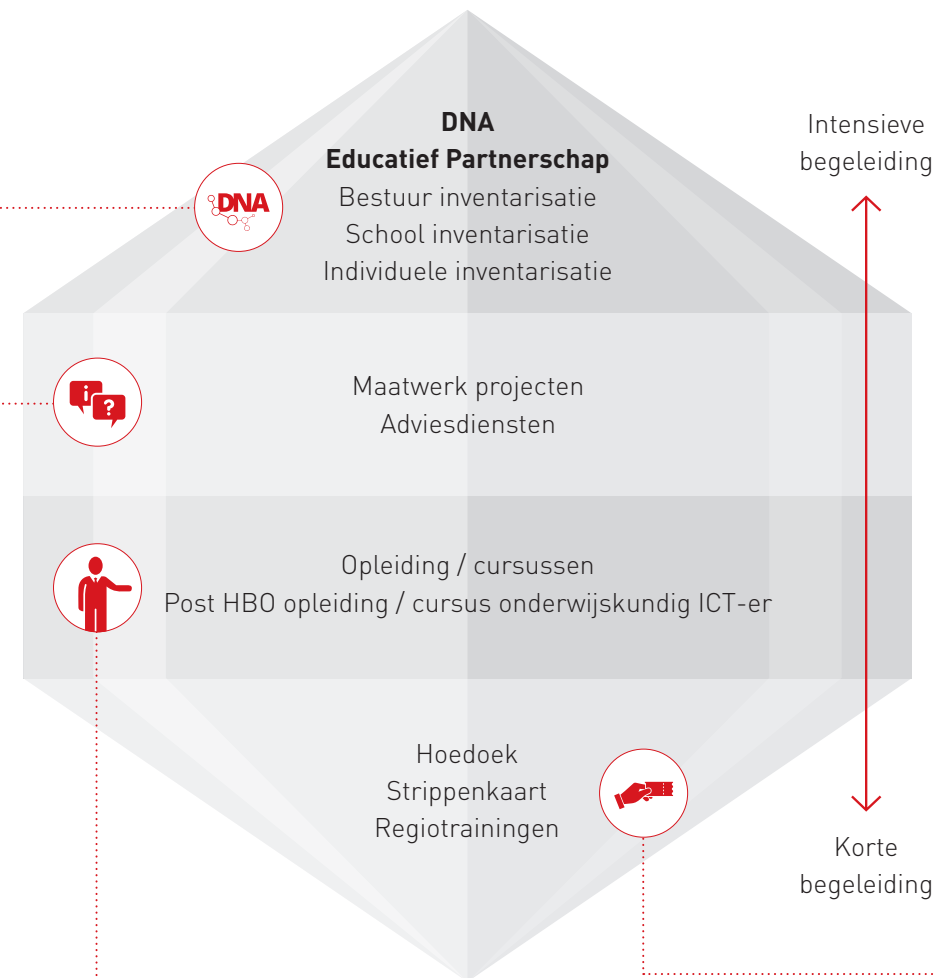 DNA
Educatief Partnerschap
Bestuur inventarisatie
School inventarisatie
Individuele inventarisatie
Intensieve
begeleiding
DNA
i
?
Maatwerk projecten
Adviesdiensten
Opleiding / cursussen
Post HBO opleiding / cursus onderwijskundig ICT-er
Hoedoek
Strippenkaart
Regiotrainingen
Korte
begeleiding